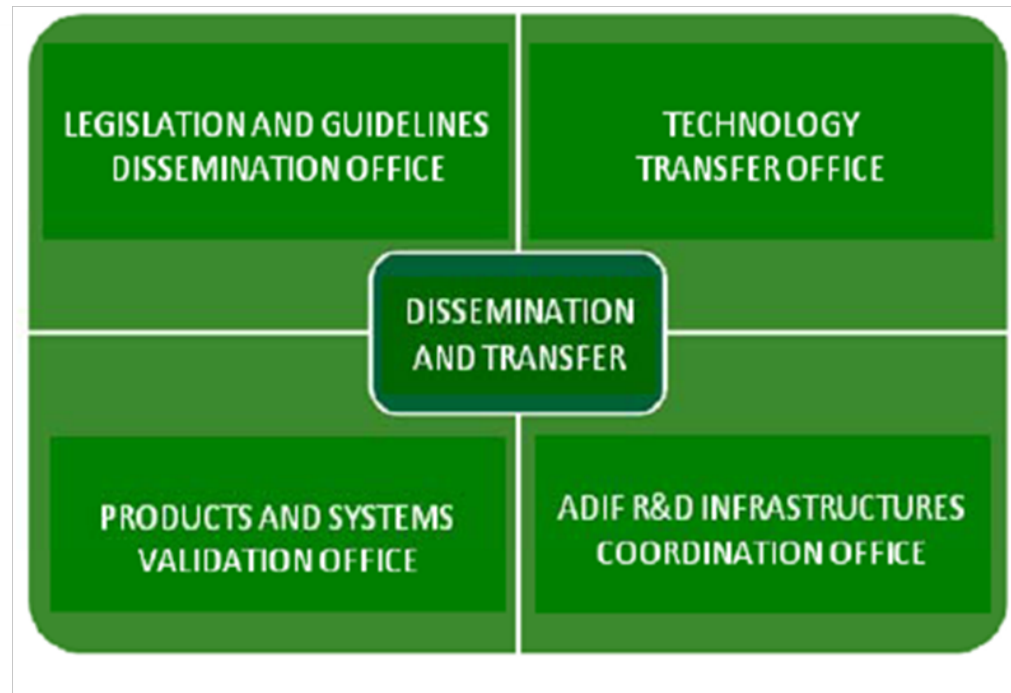 LEGISLATION AND GUIDELINES
DISSEMINATION OFFICE
TECHNOLOGY
TRANSFER OFFICE
DISSEMINATION
AND TRANSFER
PRODUCTS AND SYSTEMS
VALIDATION OFFICE
ADIF R&D INFRASTRUCTURES
COORDINATION OFFICE